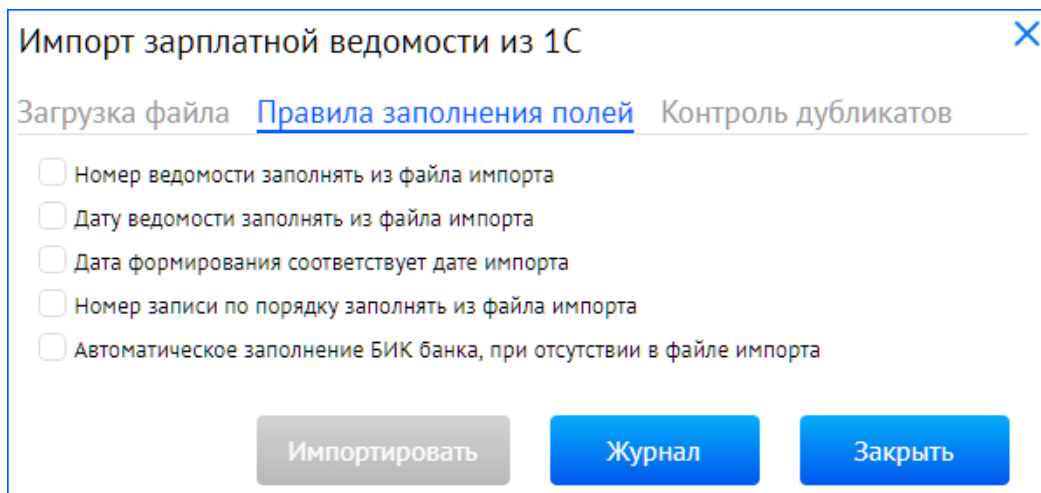 Импорт зарплатной ведомости из 1С
Загрузка файла Правила заполнения полей Контроль дубликатов
Номер ведомости заполнять из файла импорта
Дату ведомости заполнять из файла импорта
Дата формирования соответствует дате импорта
Номер записи по порядку заполнять из файла импорта
Автоматическое заполнение БИК банка, при отсутствии в файле импорта
Импортировать Журнал Закрыть